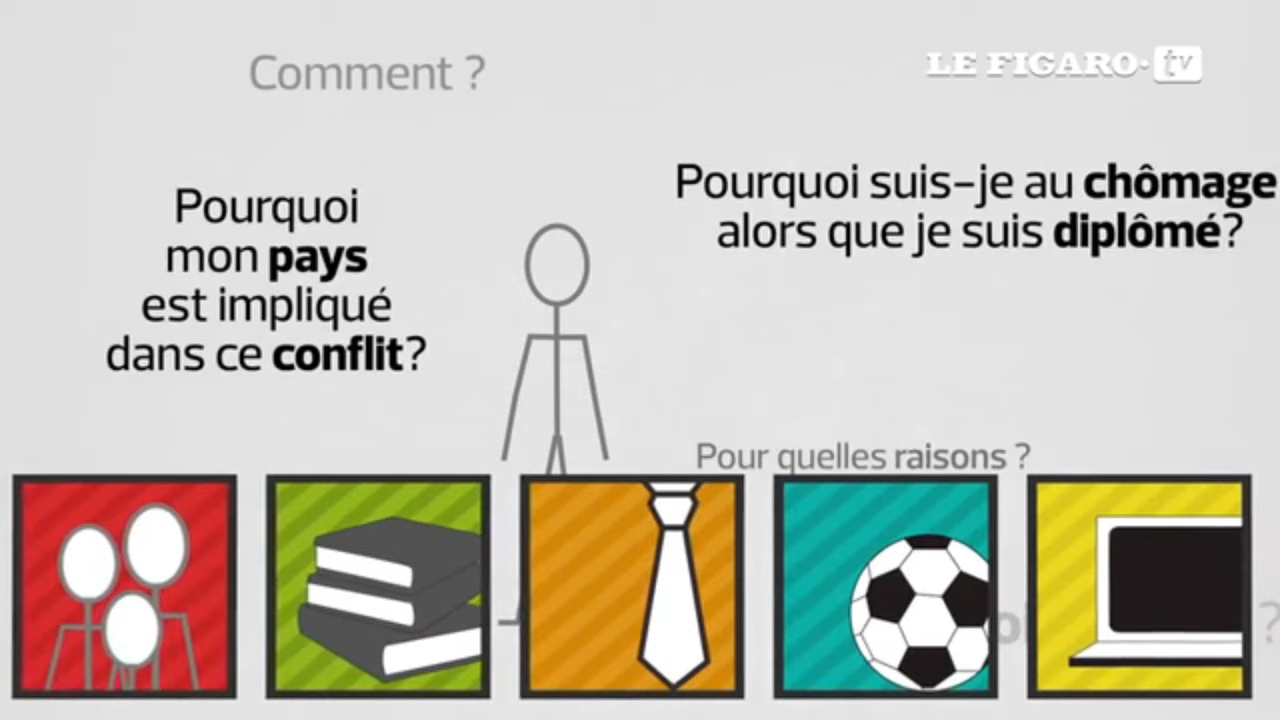 Comment ?
LE FIGARO·tv
Pourquoi
mon pays
est impliqué
dans ce conflit?
Pourquoi suis-je au chômage
alors que je suis diplômé?
Pour quelles raisons ?
?